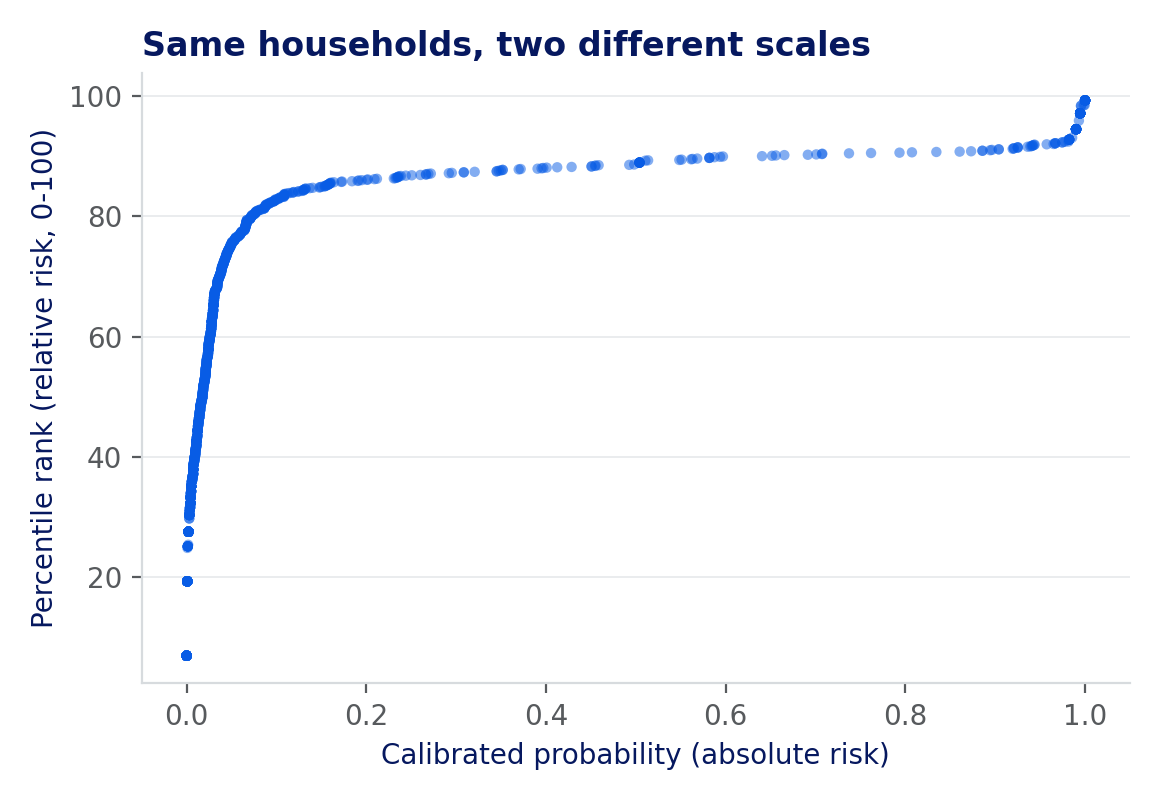 Same households, two different scales
Percentile rank (relative risk, 0-100)
100
80
60
40
20
0.0 0.2 0.4 0.6 0.8 1.0
Calibrated probability (absolute risk)